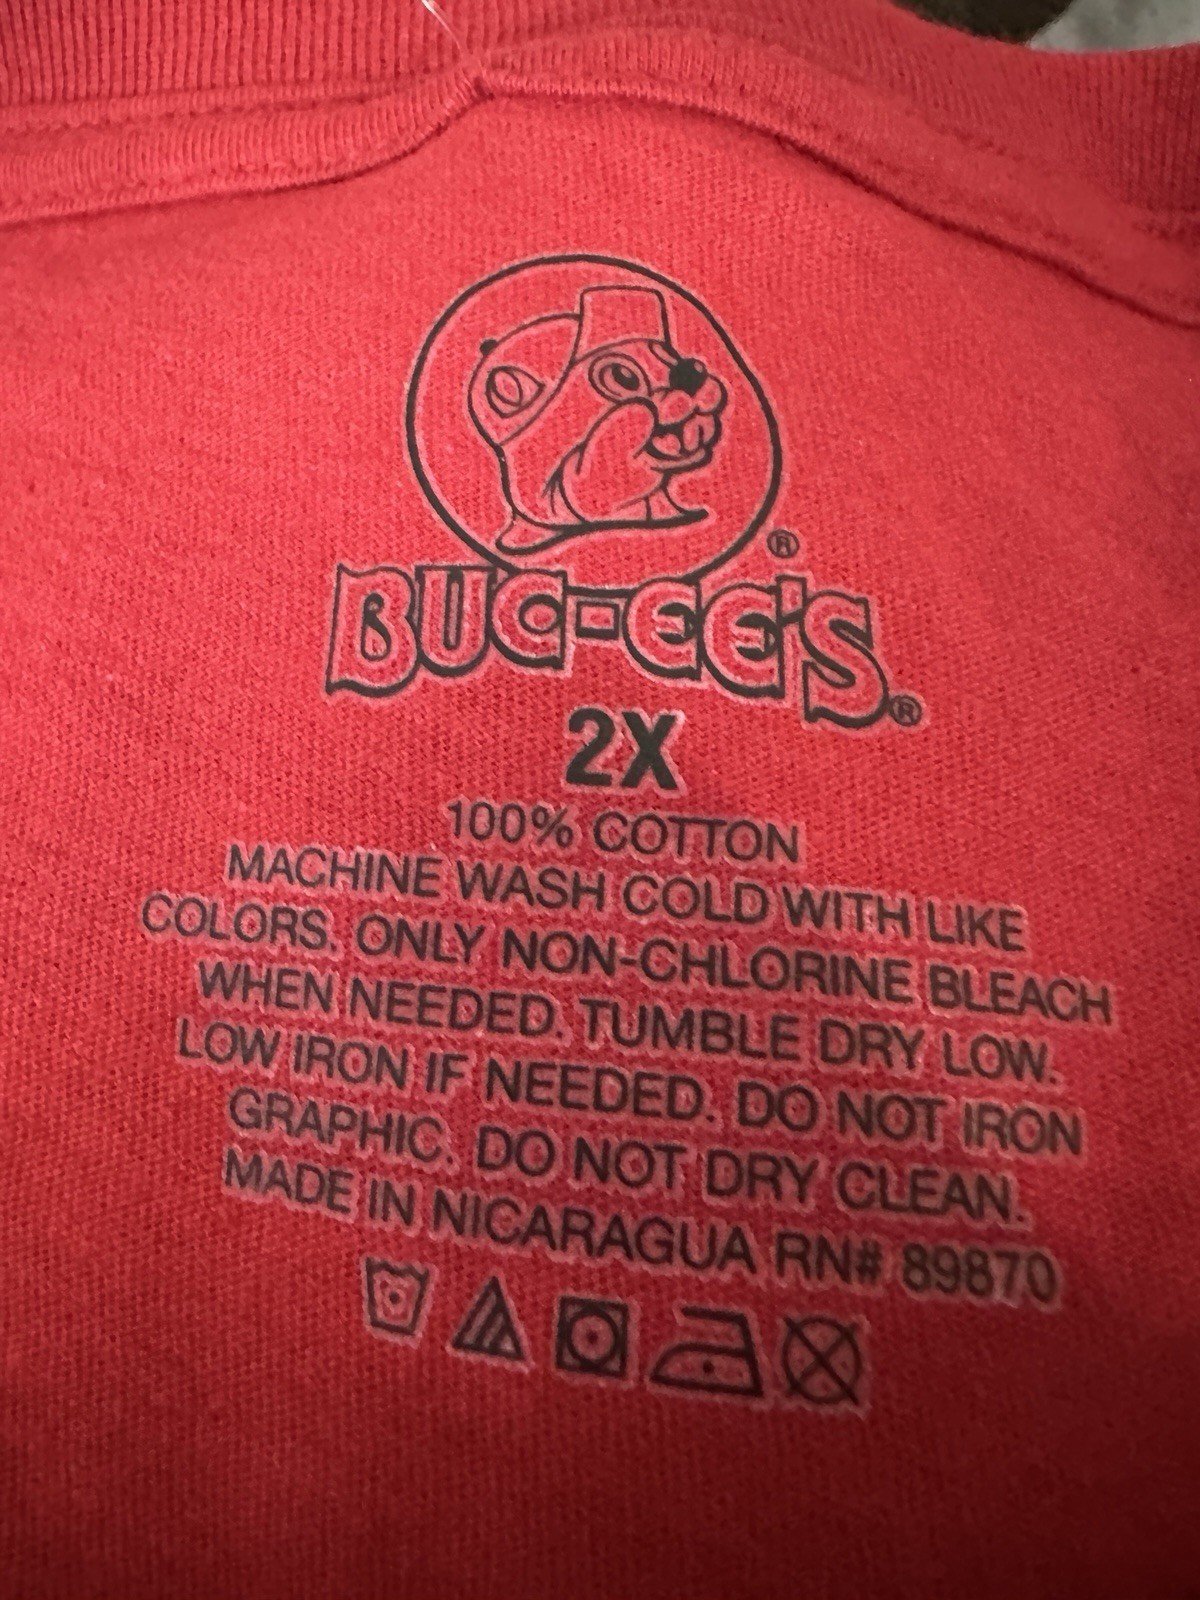 ®
BUC-EE'S®
2X
100% COTTON
MACHINE WASH COLD WITH LIKE
COLORS. ONLY NON-CHLORINE BLEACH
WHEN NEEDED. TUMBLE DRY LOW.
LOW IRON IF NEEDED. DO NOT IRON
GRAPHIC. DO NOT DRY CLEAN.
MADE IN NICARAGUA RN# 89870